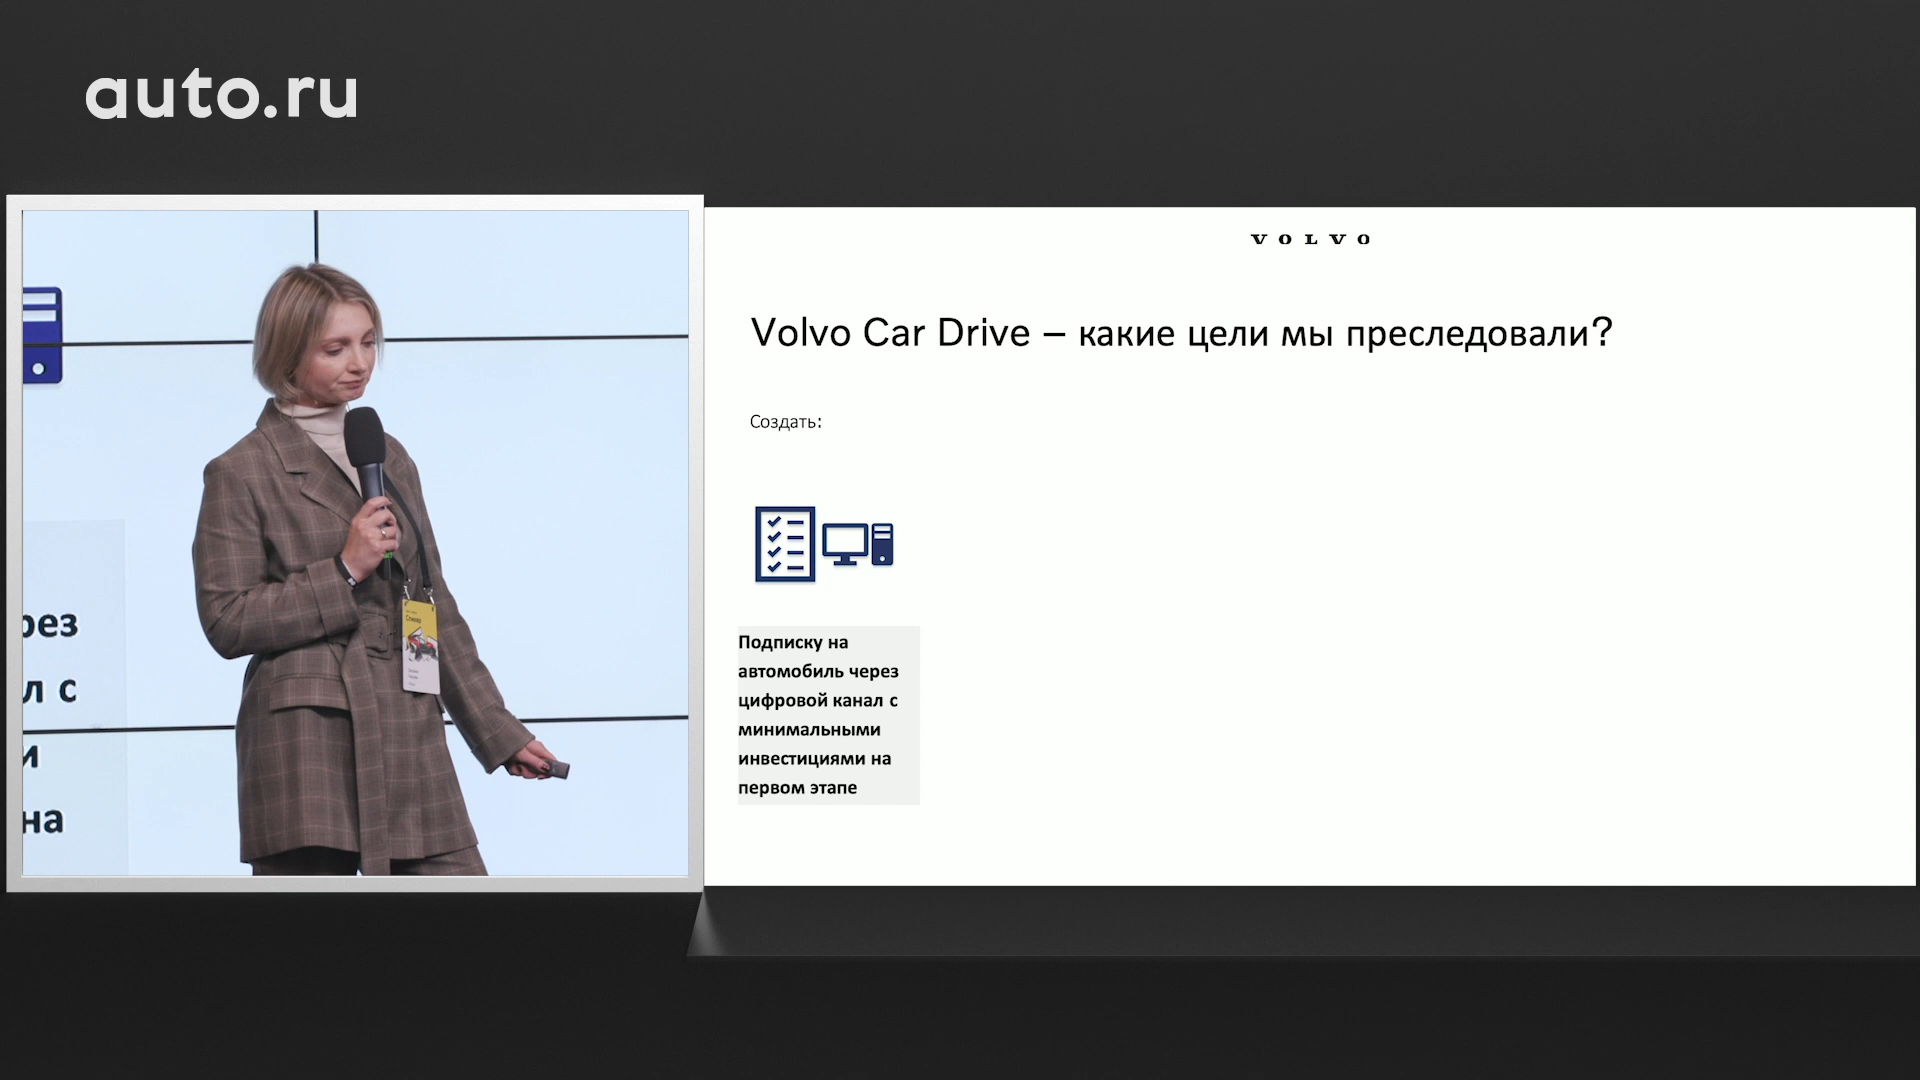 auto.ru
VOLVO
Volvo Car Drive – какие цели мы преследовали?
Создать:
Подписку на
автомобиль через
цифровой канал с
минимальными
инвестициями на
первом этапе
рез
л с
и
на
Спикер